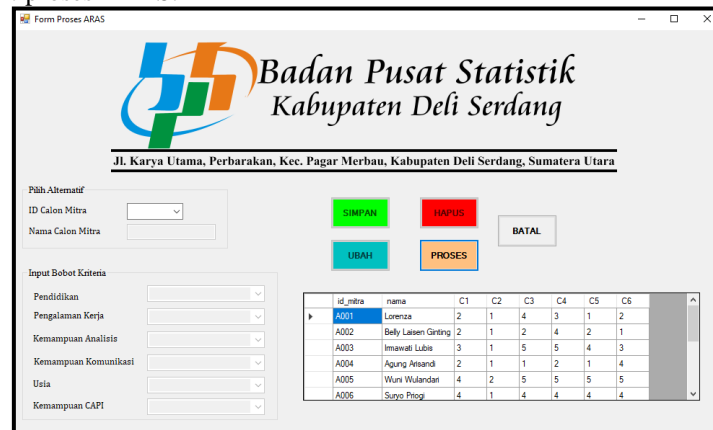 Form Proses ARAS
Badan Pusat Statistik
Kabupaten Deli Serdang
Jl. Karya Utama, Perbarakan, Kec. Pagar Merbau, Kabupaten Deli Serdang, Sumatera Utara
Pilih Alternatif
ID Calon Mitra
Nama Calon Mitra
SIMPAN
HAPUS
BATAL
UBAH
PROSES
Input Bobot Kriteria
Pendidikan
Pengalaman Kerja
Kemampuan Analisis
Kemampuan Komunikasi
Usia
Kemampuan CAPI
id_mitra nama C1 C2 C3 C4 C5 C6
A001 Lorenza 2 1 4 3 1 2
A002 Belly Laisen Ginting 2 1 2 4 2 1
A003 Imawati Lubis 3 1 5 5 4 3
A004 Agung Arisandi 2 1 1 2 1 4
A005 Wuni Wulandari 4 2 5 5 5 5
A006 Suryo Priogi 4 1 4 4 4 4